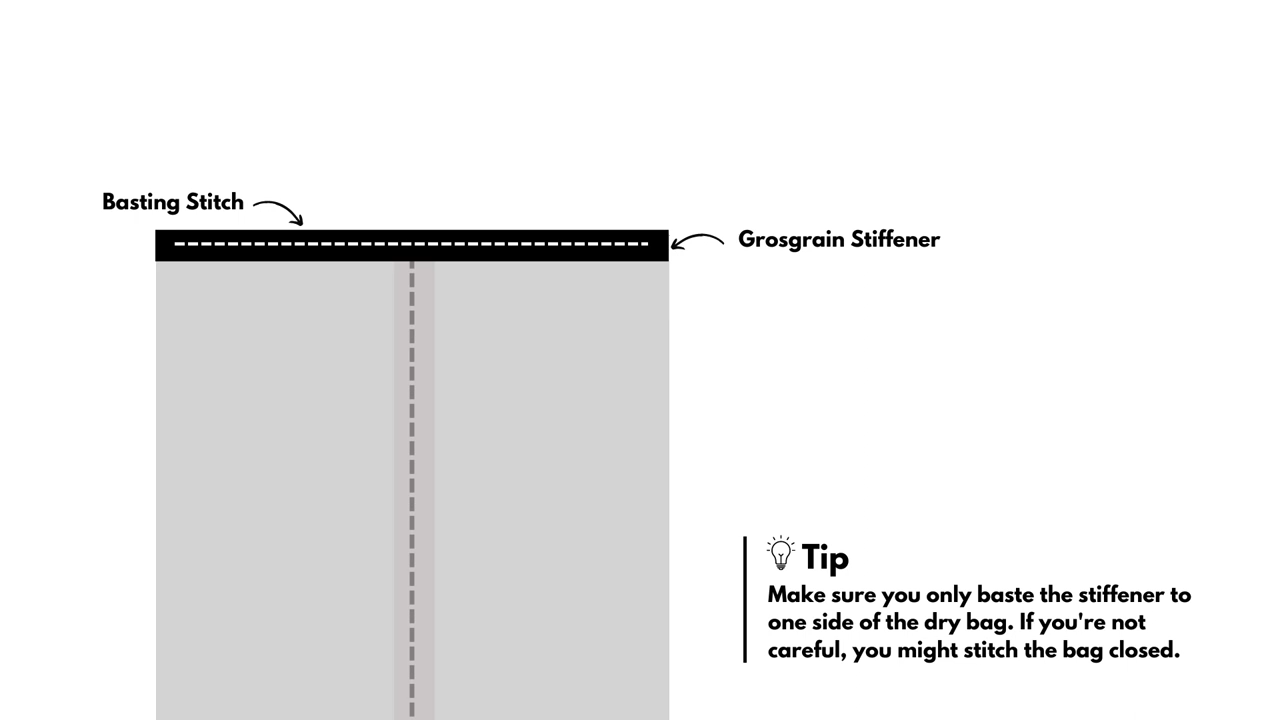 Basting Stitch
Grosgrain Stiffener
Tip
Make sure you only baste the stiffener to
one side of the dry bag. If you're not
careful, you might stitch the bag closed.